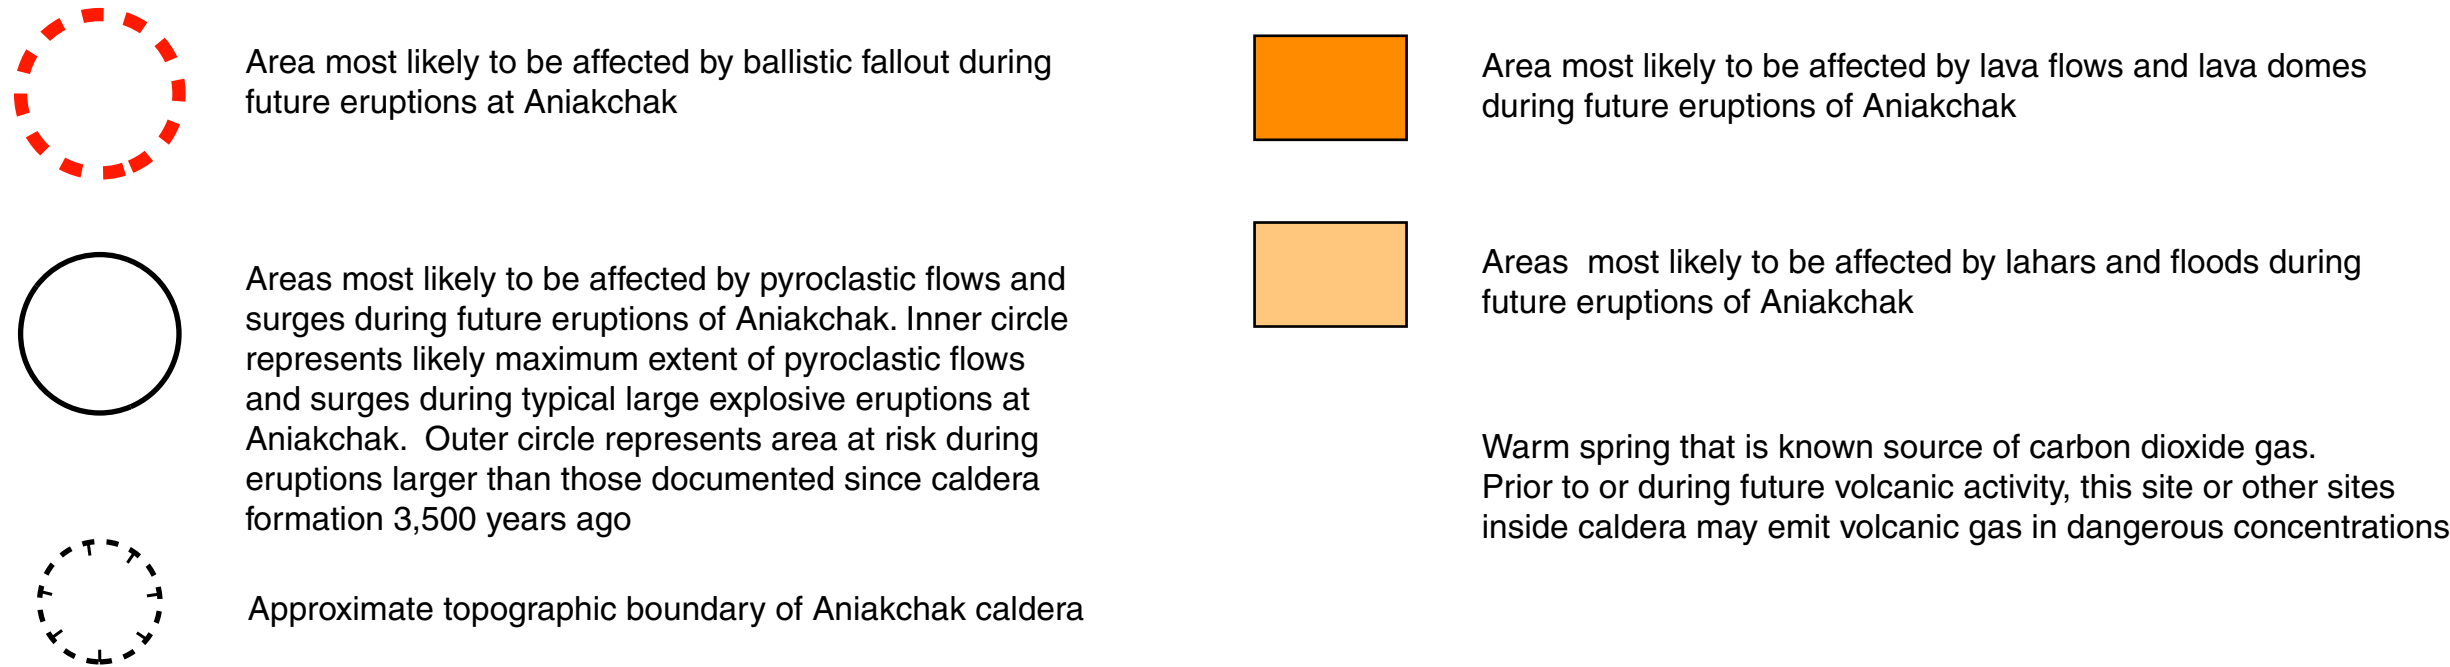 Area most likely to be affected by ballistic fallout during
future eruptions at Aniakchak
Areas most likely to be affected by pyroclastic flows and
surges during future eruptions of Aniakchak. Inner circle
represents likely maximum extent of pyroclastic flows
and surges during typical large explosive eruptions at
Aniakchak.  Outer circle represents area at risk during
eruptions larger than those documented since caldera
formation 3,500 years ago
Approximate topographic boundary of Aniakchak caldera
Area most likely to be affected by lava flows and lava domes
during future eruptions of Aniakchak
Areas  most likely to be affected by lahars and floods during
future eruptions of Aniakchak
Warm spring that is known source of carbon dioxide gas.
Prior to or during future volcanic activity, this site or other sites
inside caldera may emit volcanic gas in dangerous concentrations